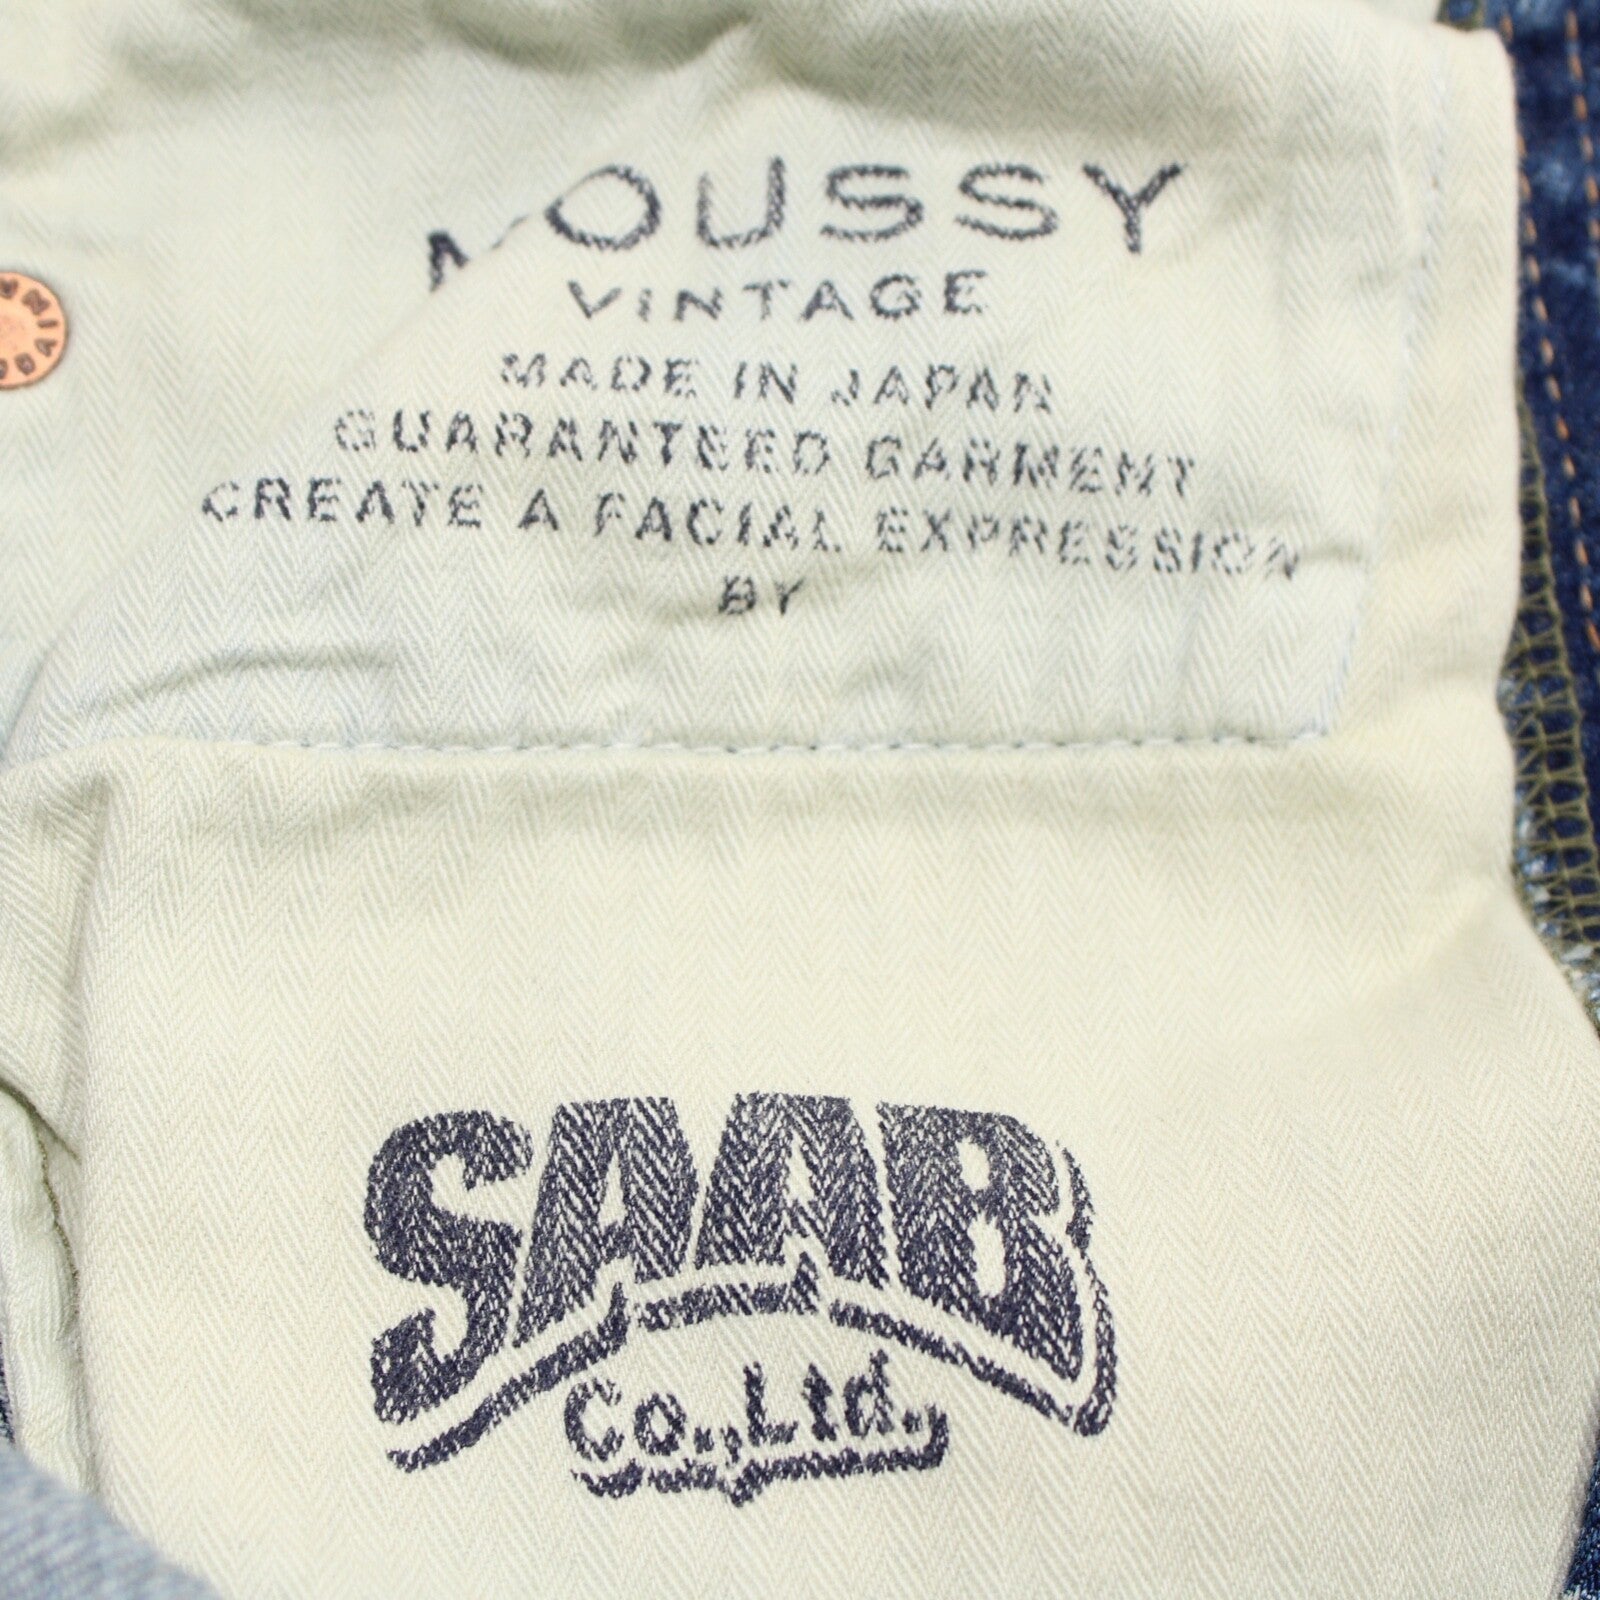 MOUSSY
VINTAGE
MADE IN JAPAN
GUARANTEED GARMENT
CREATE A FACIAL EXPRESSION
BY
SAAB
Co.,Ltd.